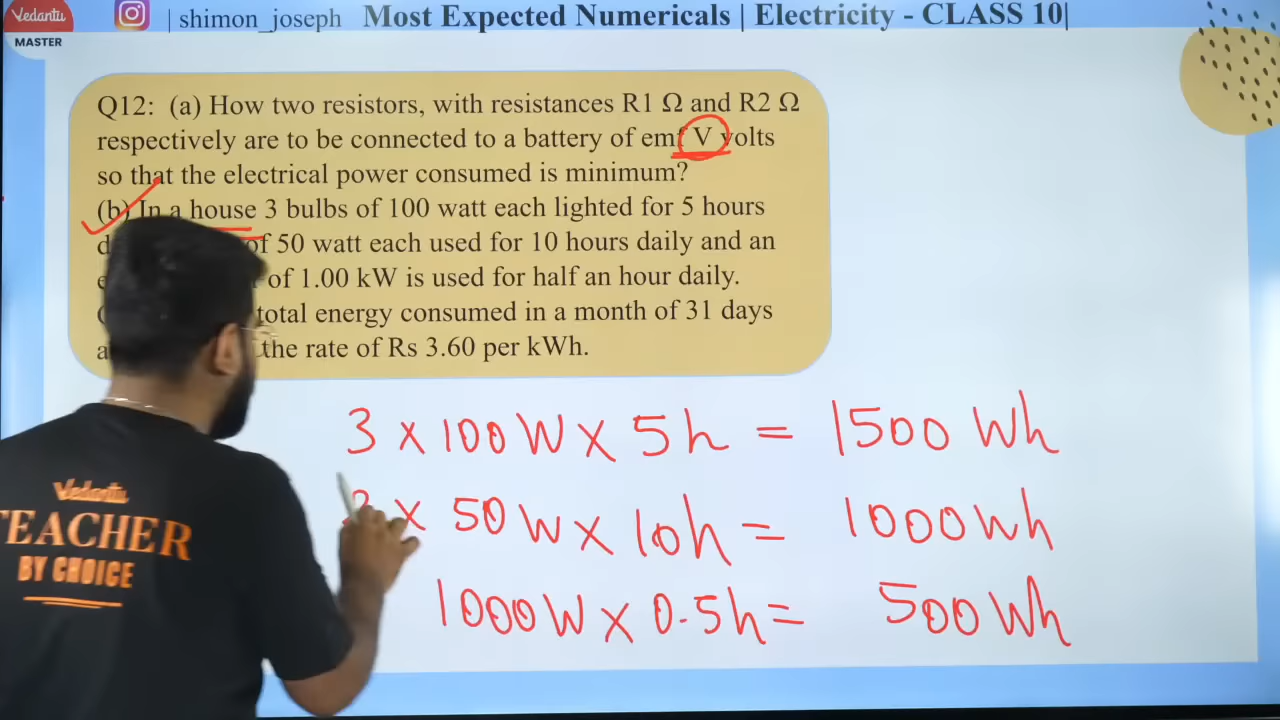 Vedantu
MASTER
| shimon_joseph Most Expected Numericals | Electricity - CLASS 10|
Q12: (a) How two resistors, with resistances R1 Ω and R2 Ω
respectively are to be connected to a battery of emf V volts
so that the electrical power consumed is minimum?
(b) In a house 3 bulbs of 100 watt each lighted for 5 hours
of 50 watt each used for 10 hours daily and an
of 1.00 kW is used for half an hour daily.
total energy consumed in a month of 31 days
the rate of Rs 3.60 per kWh.
3 × 100 W × 5 h = 1500 Wh
× 50 W × 10 h = 1000 Wh
1000 W × 0.5 h = 500 Wh
Vedantu
TEACHER
BY CHOICE